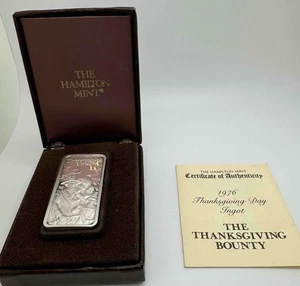 THE
HAMILTON
MINT®
THE HAMILTON MINT
Certificate of Authenticity
1976
Thanksgiving Day
Ingot
THE
THANKSGIVING
BOUNTY